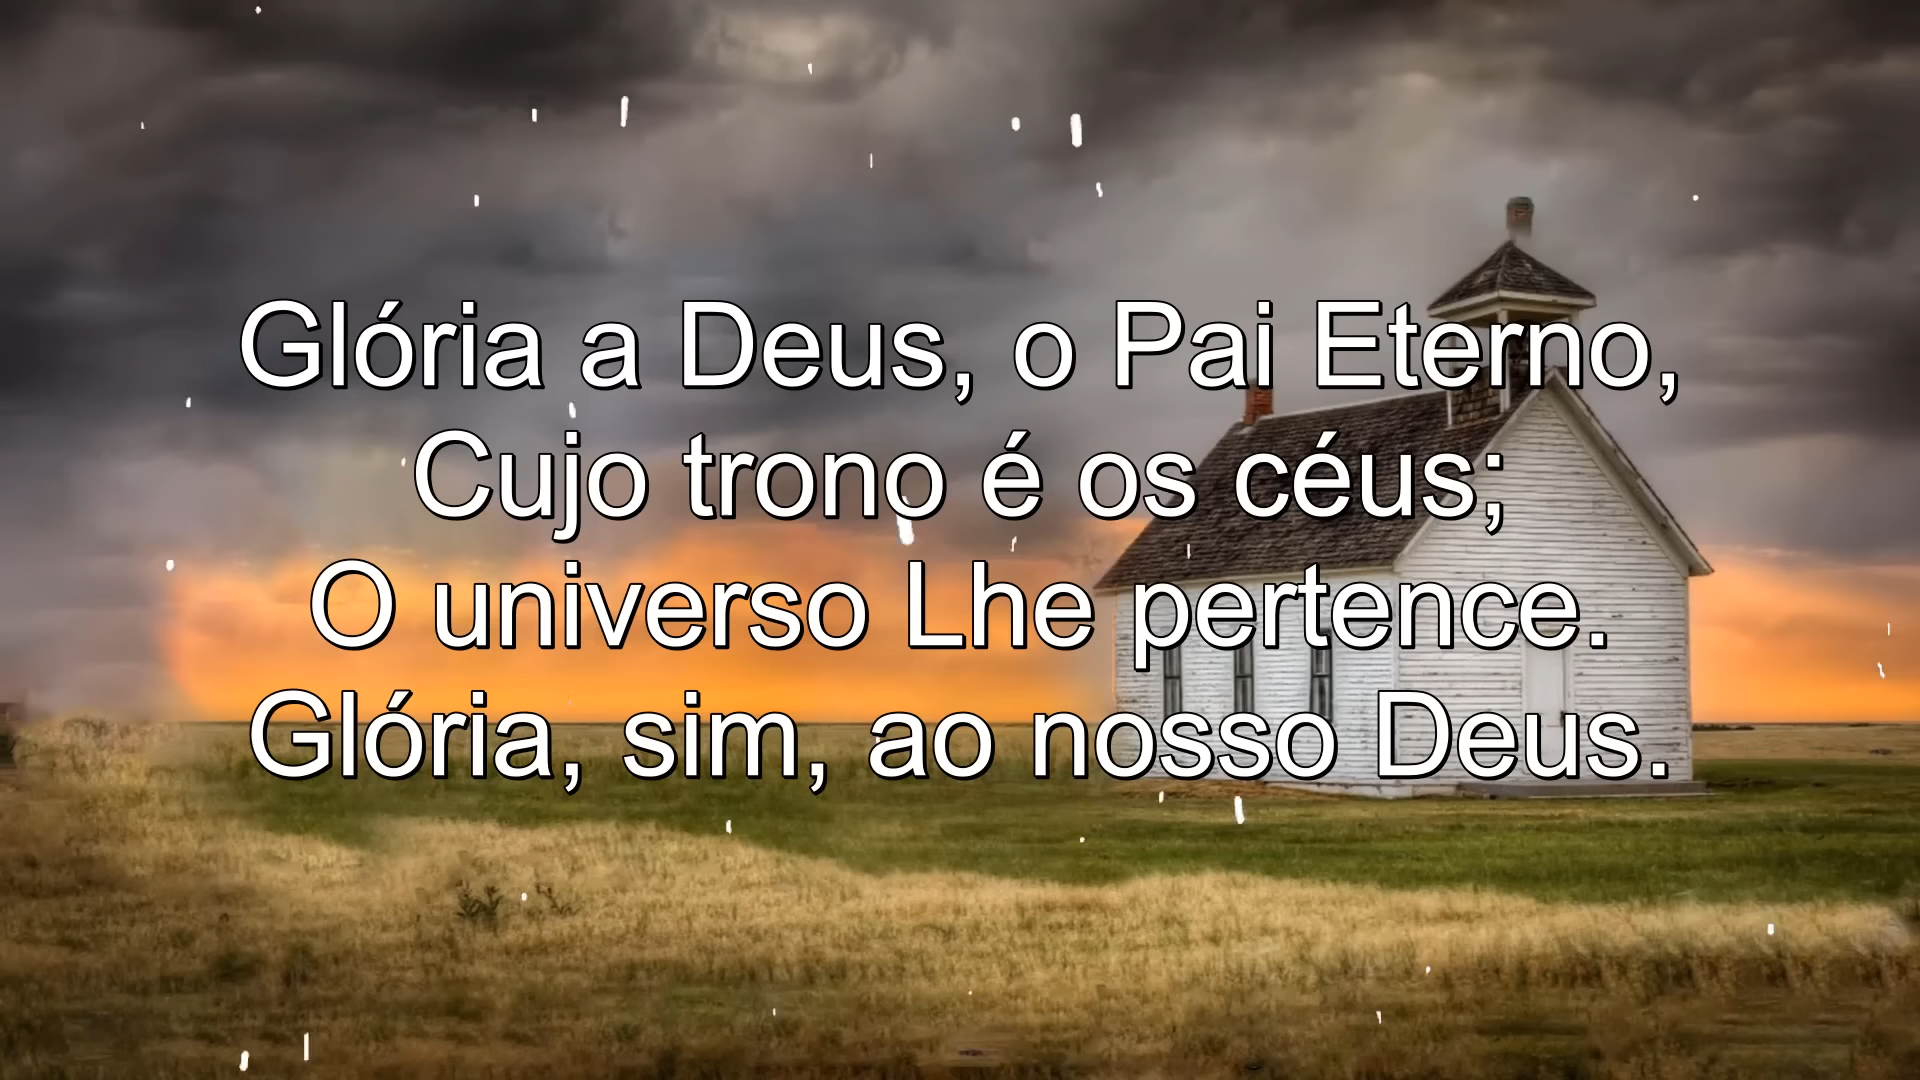 Glória a Deus, o Pai Eterno,
Cujo trono é os céus;
O universo Lhe pertence.
Glória, sim, ao nosso Deus.